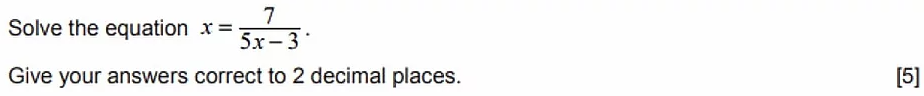 Solve the equation x = 7/(5x − 3).
Give your answers correct to 2 decimal places. [5]